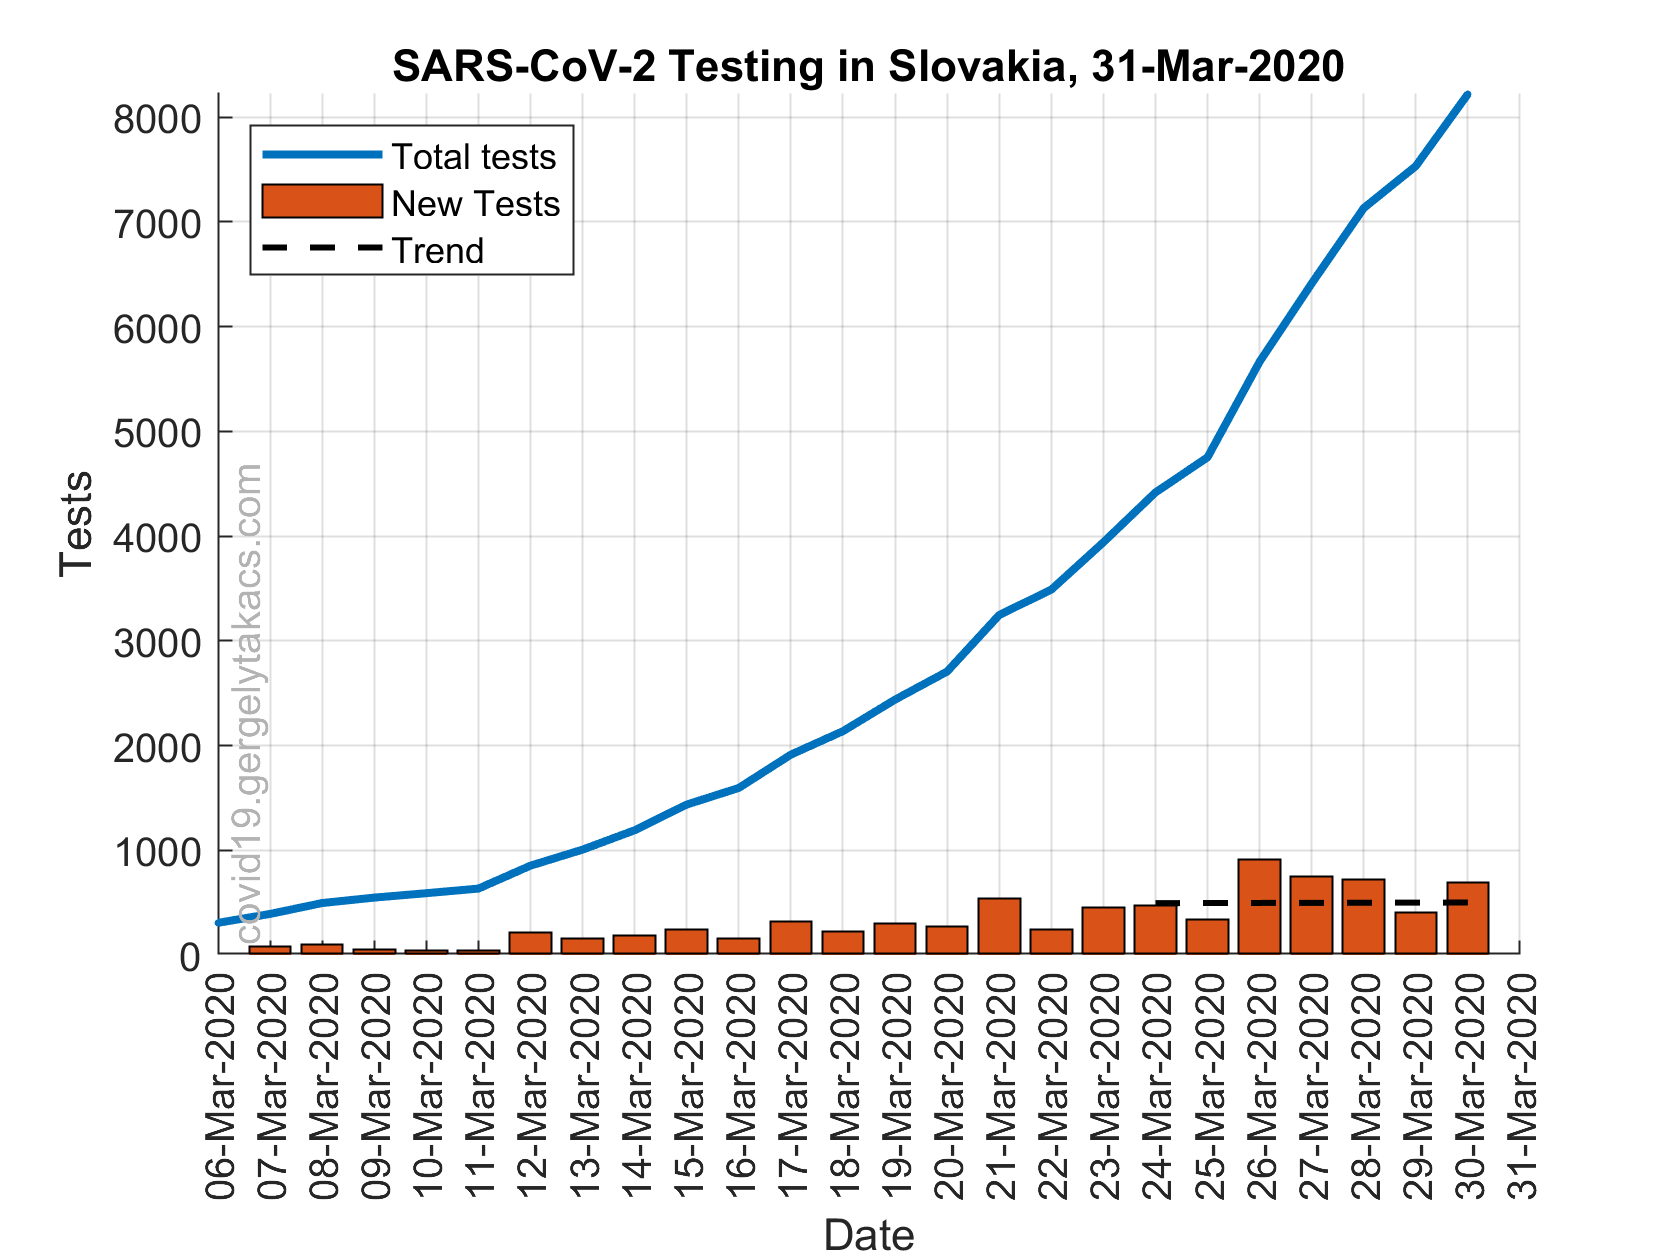 SARS-CoV-2 Testing in Slovakia, 31-Mar-2020
Total tests
New Tests
Trend
8000
7000
6000
5000
4000
3000
2000
1000
0
Tests
covid19.gergelytakacs.com
06-Mar-2020
07-Mar-2020
08-Mar-2020
09-Mar-2020
10-Mar-2020
11-Mar-2020
12-Mar-2020
13-Mar-2020
14-Mar-2020
15-Mar-2020
16-Mar-2020
17-Mar-2020
18-Mar-2020
19-Mar-2020
20-Mar-2020
21-Mar-2020
22-Mar-2020
23-Mar-2020
24-Mar-2020
25-Mar-2020
26-Mar-2020
27-Mar-2020
28-Mar-2020
29-Mar-2020
30-Mar-2020
31-Mar-2020
Date